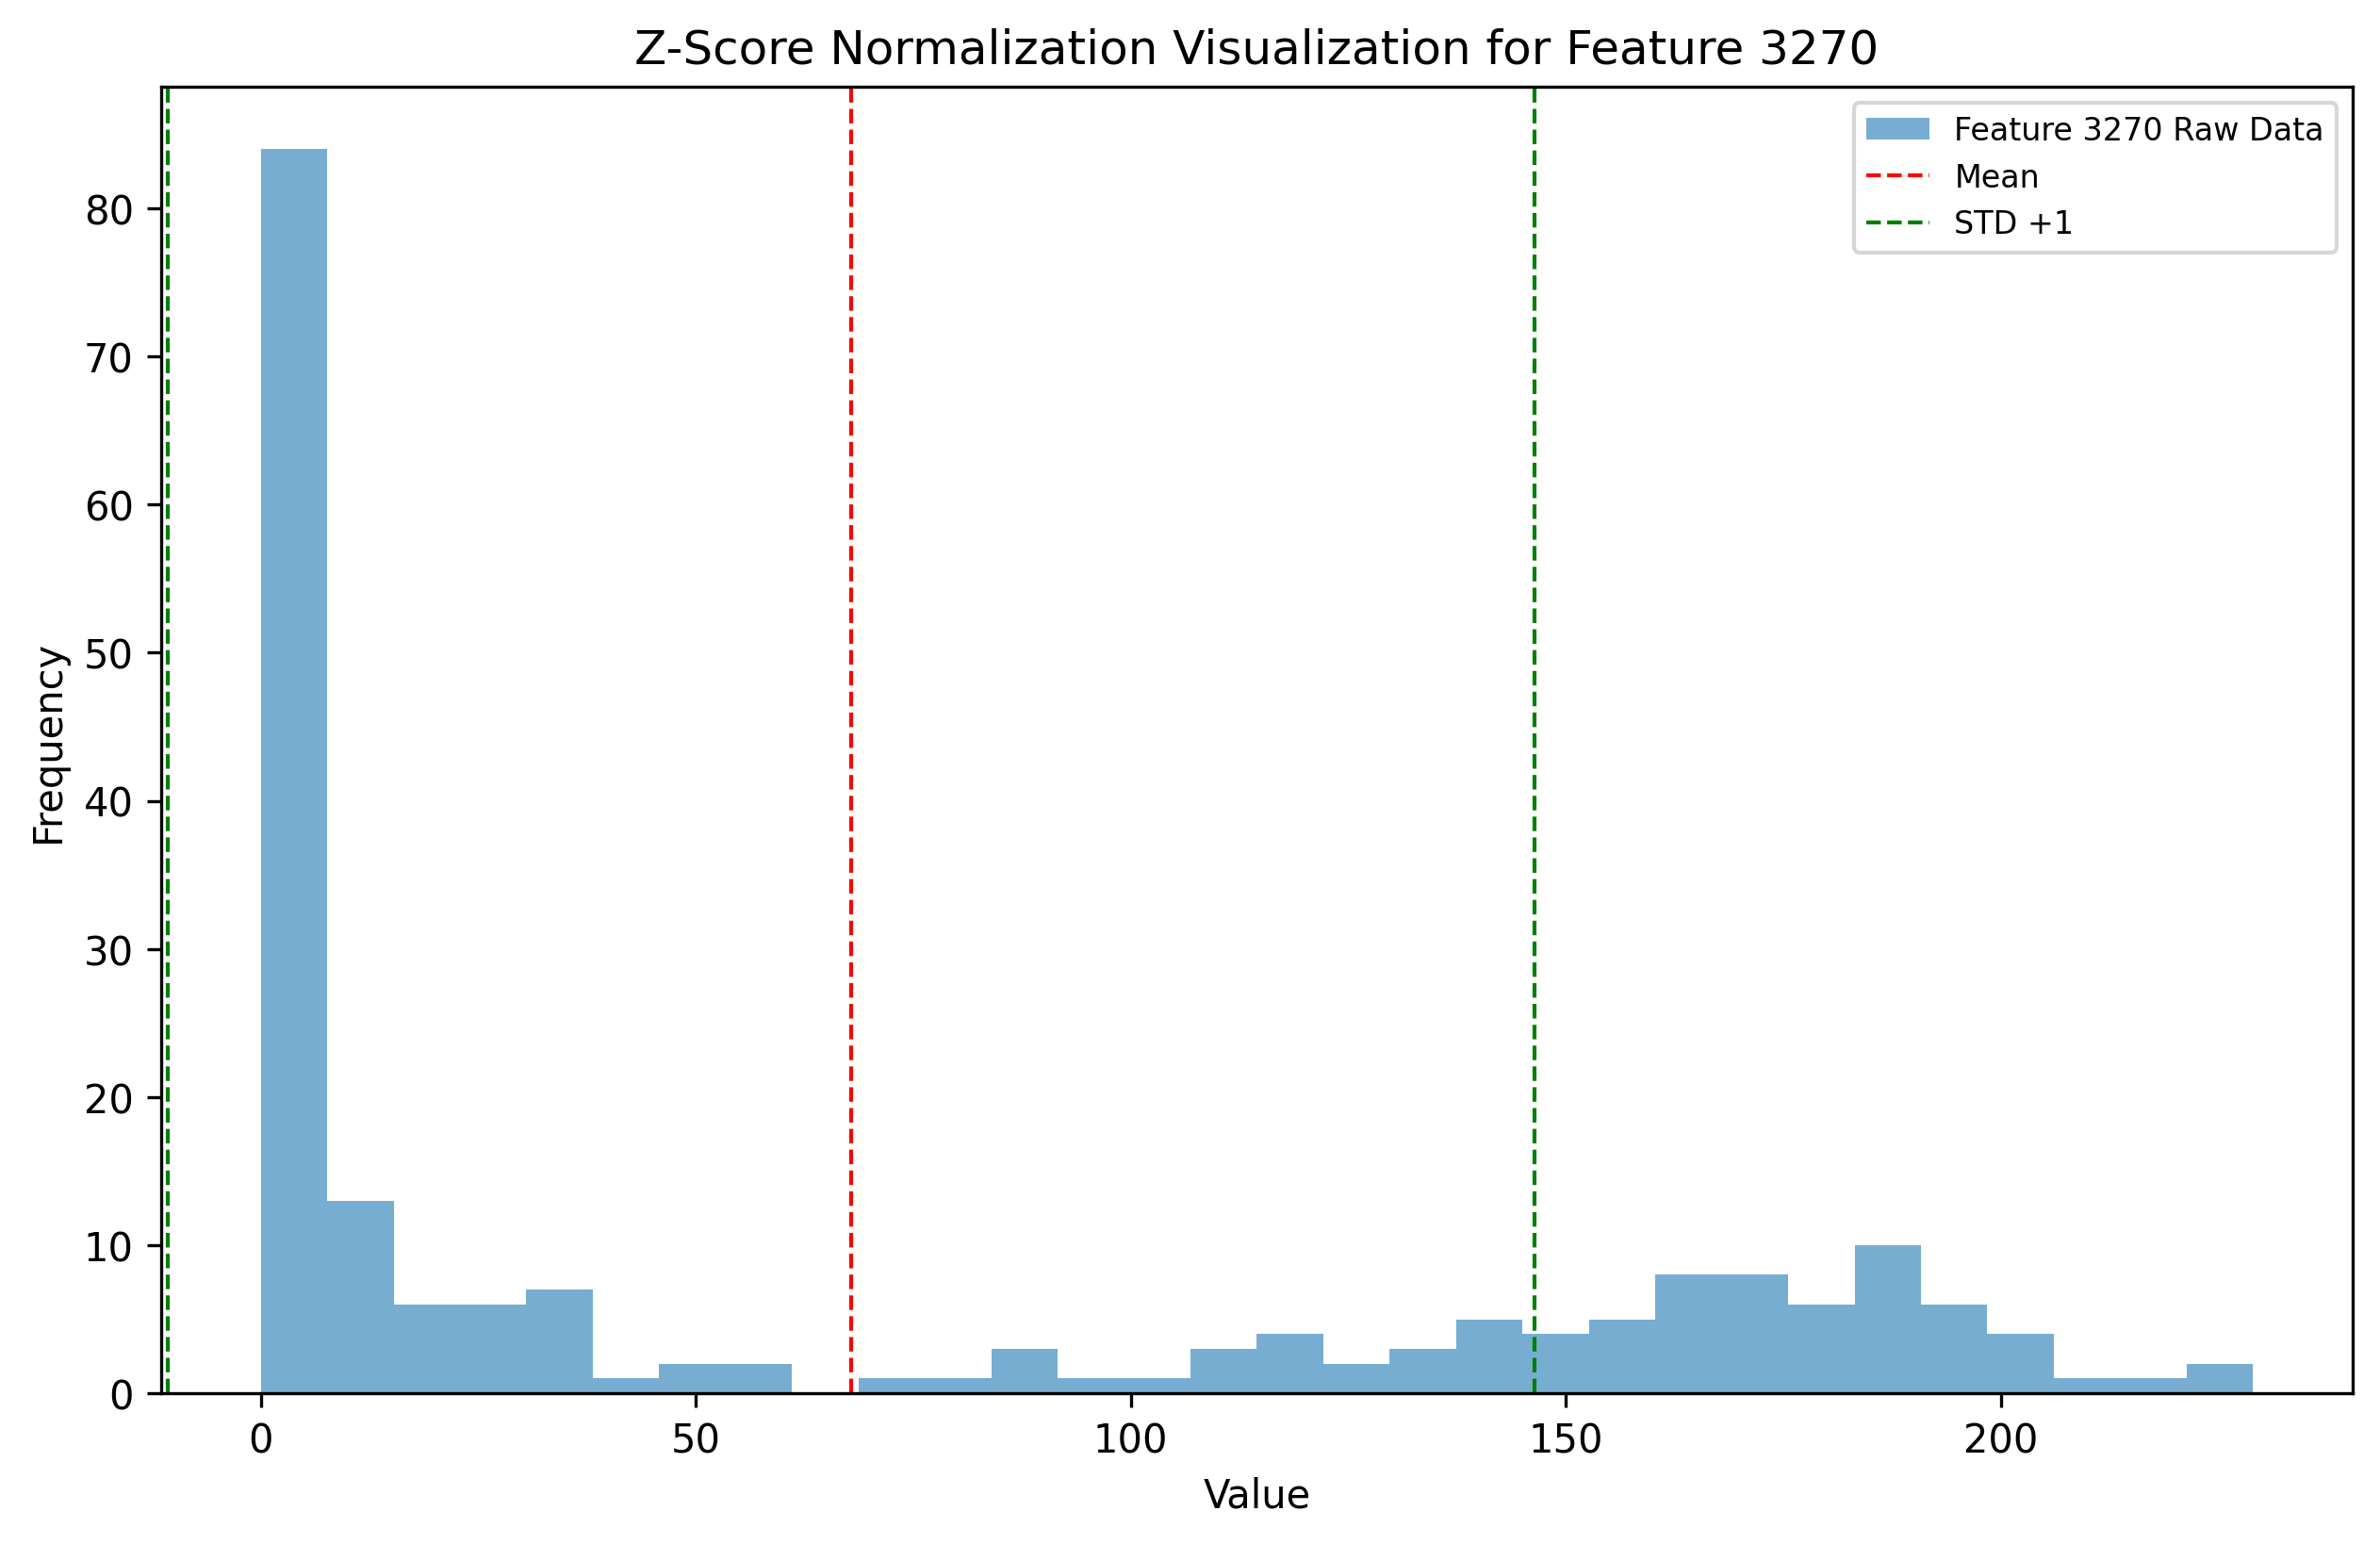 Z-Score Normalization Visualization for Feature 3270
Feature 3270 Raw Data
Mean
STD +1
Frequency
80
70
60
50
40
30
20
10
0
0 50 100 150 200
Value